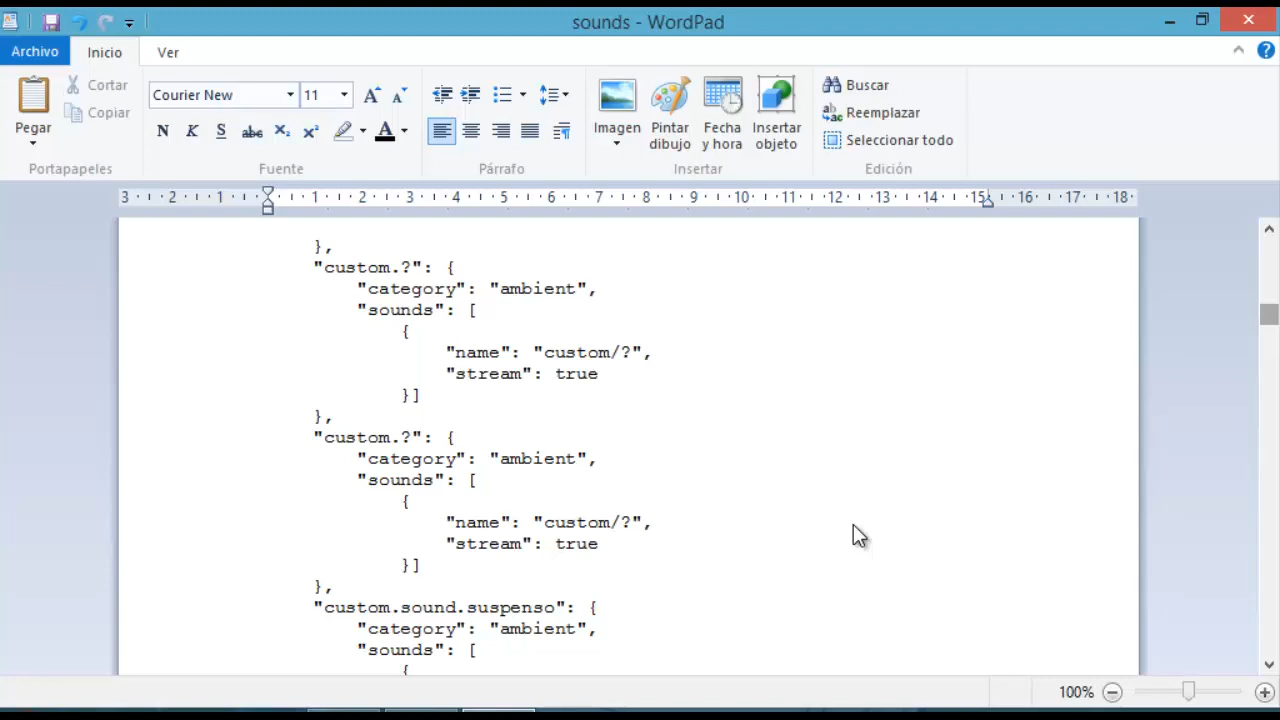 sounds - WordPad
Archivo Inicio Ver
Pegar Cortar Copiar
Portapapeles
Courier New 11
N K S abc X₂ X² A
Fuente
Párrafo
Imagen Pintar dibujo Fecha y hora Insertar objeto
Insertar
Buscar
Reemplazar
Seleccionar todo
Edición
3 2 1 1 2 3 4 5 6 7 8 9 10 11 12 13 14 15 16 17 18
},
"custom.?": {
"category": "ambient",
"sounds": [
{
"name": "custom/?",
"stream": true
}]
},
"custom.?": {
"category": "ambient",
"sounds": [
{
"name": "custom/?",
"stream": true
}]
},
"custom.sound.suspenso": {
"category": "ambient",
"sounds": [
{
100%